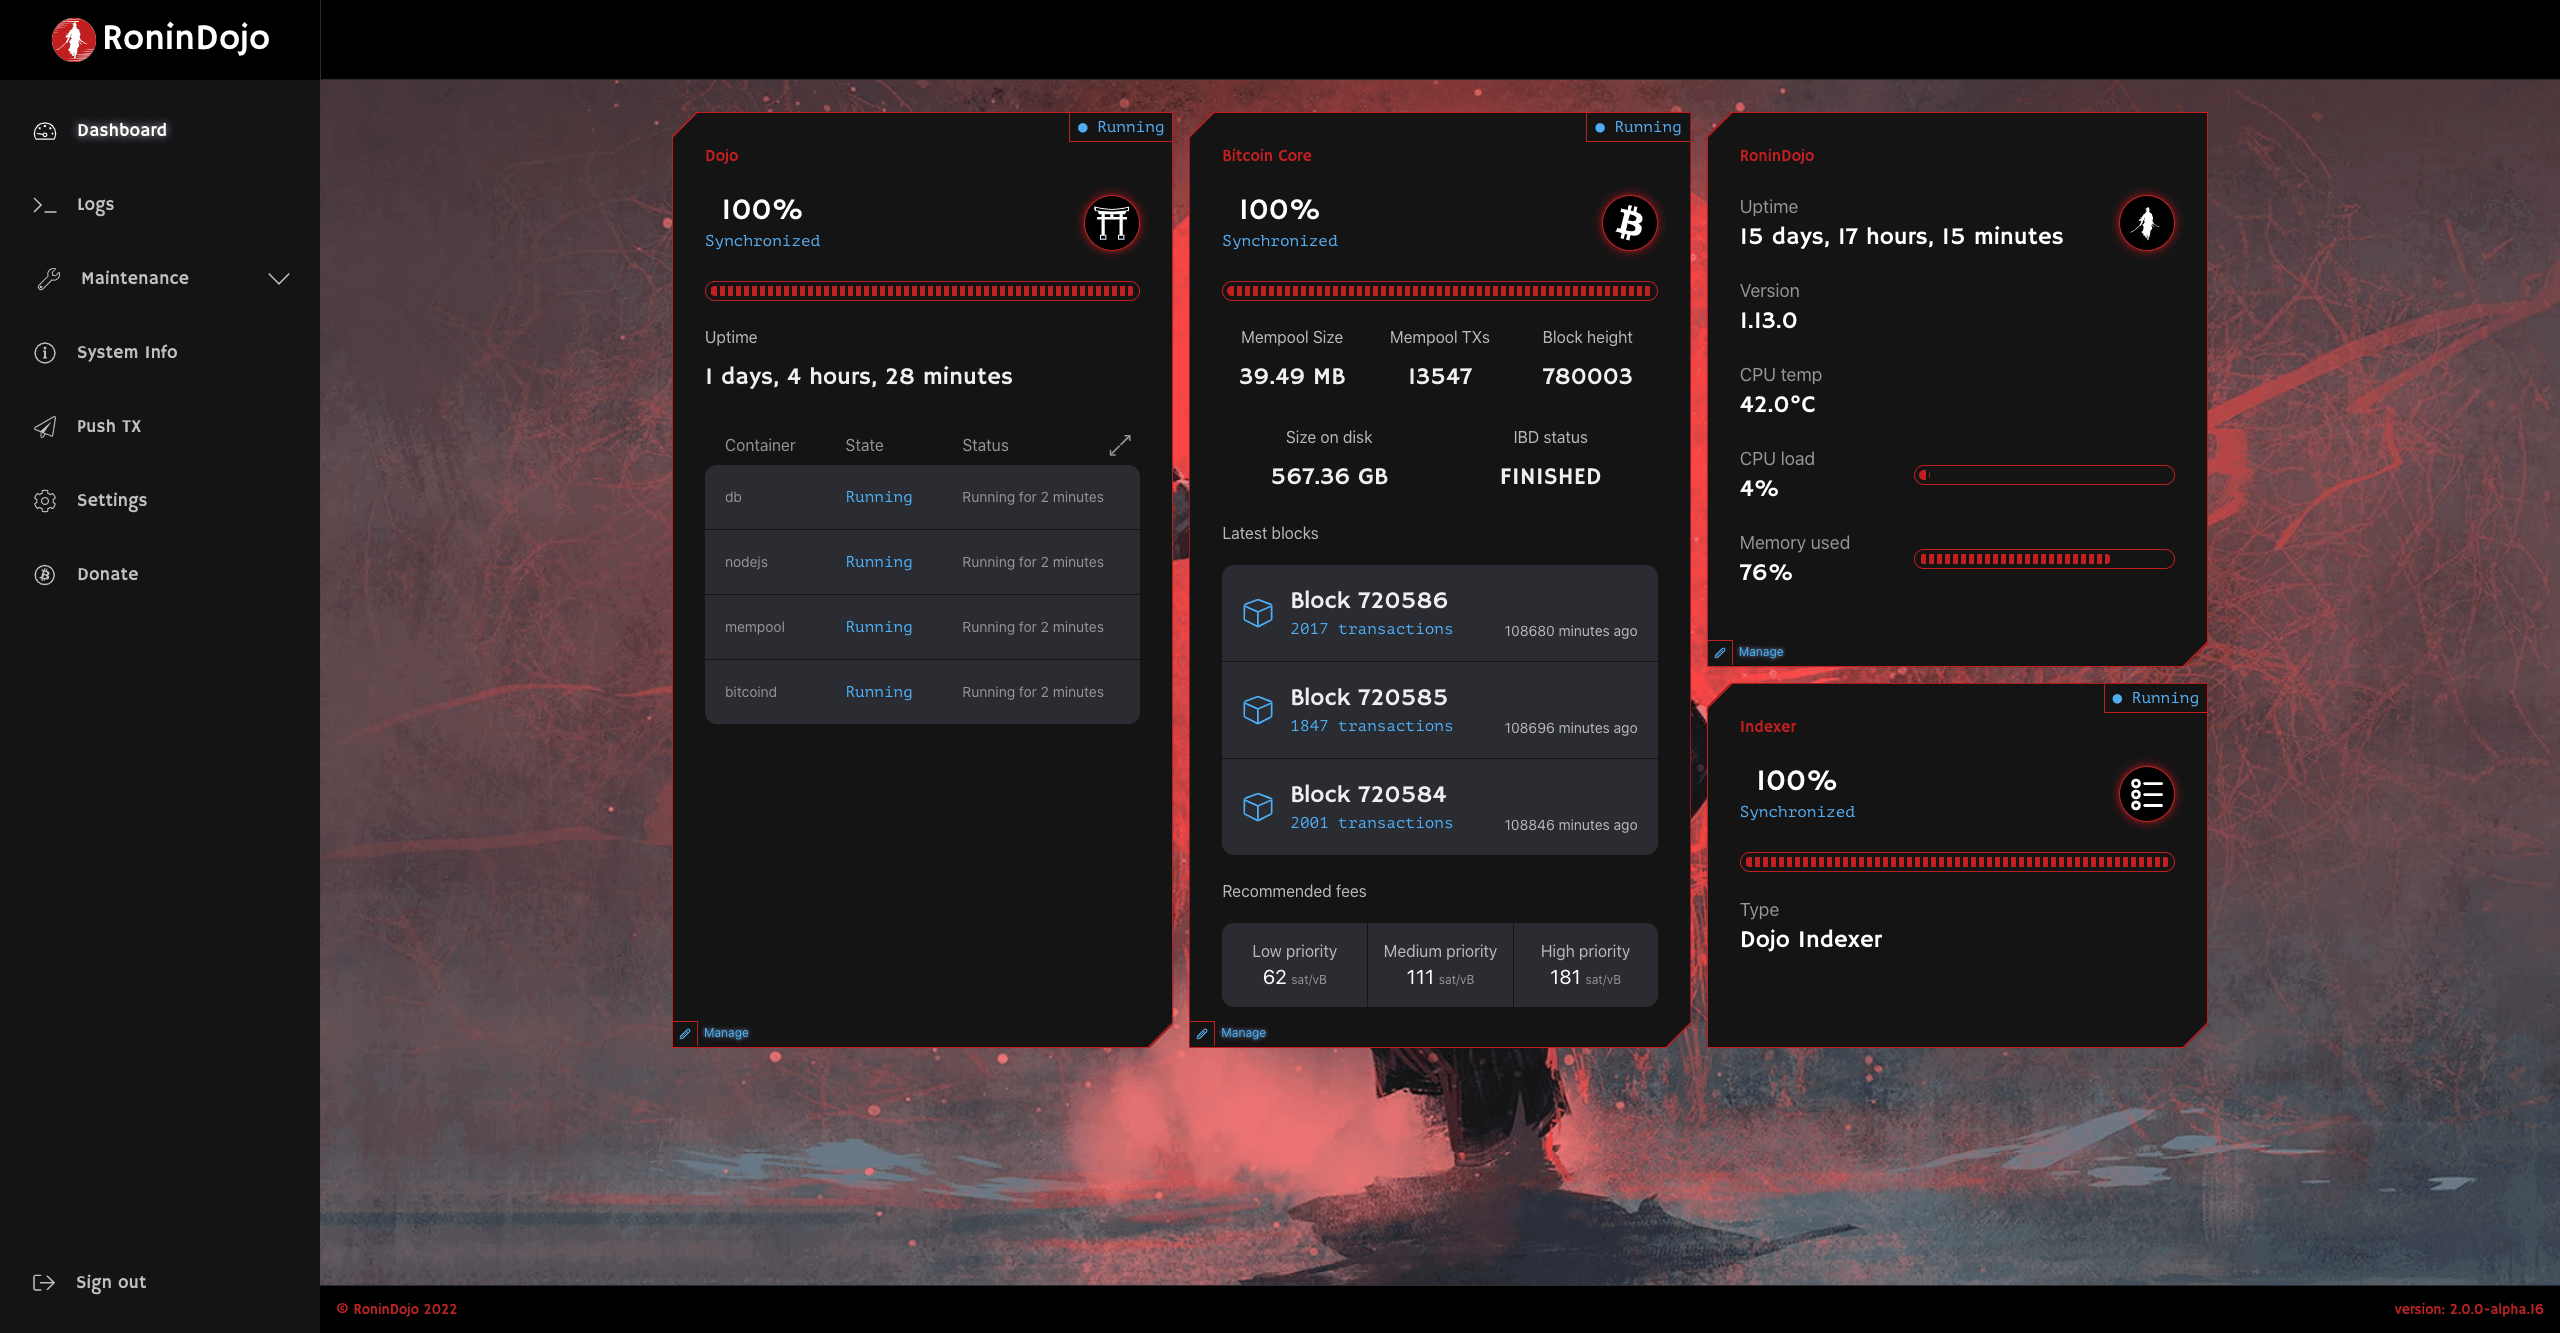 RoninDojo
Dashboard
Logs
Maintenance
System Info
Push TX
Settings
Donate
Sign out
Running
Dojo
100%
Synchronized
Uptime
1 days, 4 hours, 28 minutes
Container State Status
db Running Running for 2 minutes
nodejs Running Running for 2 minutes
mempool Running Running for 2 minutes
bitcoind Running Running for 2 minutes
Manage
Running
Bitcoin Core
100%
Synchronized
Mempool Size Mempool TXs Block height
39.49 MB 13547 780003
Size on disk IBD status
567.36 GB FINISHED
Latest blocks
Block 720586
2017 transactions 108680 minutes ago
Block 720585
1847 transactions 108696 minutes ago
Block 720584
2001 transactions 108846 minutes ago
Recommended fees
Low priority Medium priority High priority
62 sat/vB 111 sat/vB 181 sat/vB
Manage
RoninDojo
Uptime
15 days, 17 hours, 15 minutes
Version
1.13.0
CPU temp
42.0°C
CPU load
4%
Memory used
76%
Manage
Running
Indexer
100%
Synchronized
Type
Dojo Indexer
© RoninDojo 2022
version: 2.0.0-alpha.16